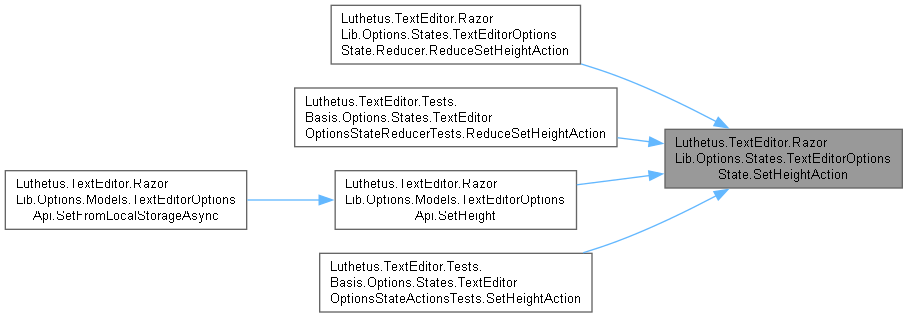 Luthetus.TextEditor.Razor
Lib.Options.States.TextEditorOptions
State.Reducer.ReduceSetHeightAction
Luthetus.TextEditor.Tests.
Basis.Options.States.TextEditor
OptionsStateReducerTests.ReduceSetHeightAction
Luthetus.TextEditor.Razor
Lib.Options.States.TextEditorOptions
State.SetHeightAction
Luthetus.TextEditor.Razor
Lib.Options.Models.TextEditorOptions
Api.SetFromLocalStorageAsync
Luthetus.TextEditor.Razor
Lib.Options.Models.TextEditorOptions
Api.SetHeight
Luthetus.TextEditor.Tests.
Basis.Options.States.TextEditor
OptionsStateActionsTests.SetHeightAction